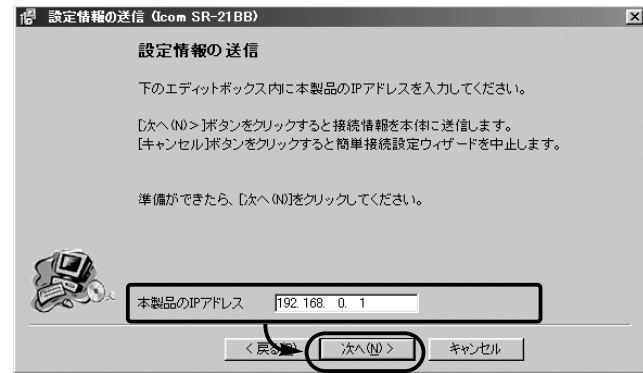 設定情報の送信 (Icom SR-21BB)
設定情報の送信
下のエディットボックス内に本製品のIPアドレスを入力してください。
[次へ(N)>]ボタンをクリックすると接続情報を本体に送信します。
[キャンセル]ボタンをクリックすると簡単接続設定ウィザードを中止します。
準備ができたら、[次へ(N)]をクリックしてください。
本製品のIPアドレス 192.168. 0. 1
< 戻る 次へ(N) > キャンセル